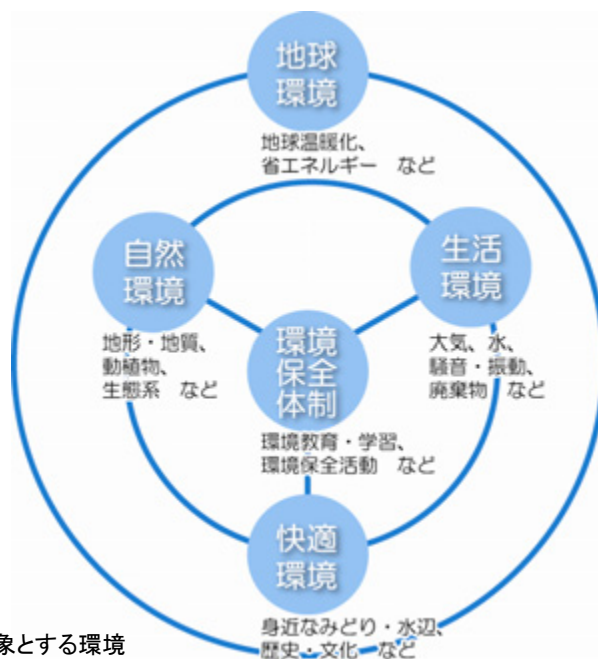 地球
環境
地球温暖化、
省エネルギー　など
自然
環境
地形・地質、
動植物、
生態系　など
生活
環境
大気、水、
騒音・振動、
廃棄物　など
環境
保全
体制
環境教育・学習、
環境保全活動　など
快適
環境
身近なみどり・水辺、
歴史・文化　など
象とする環境